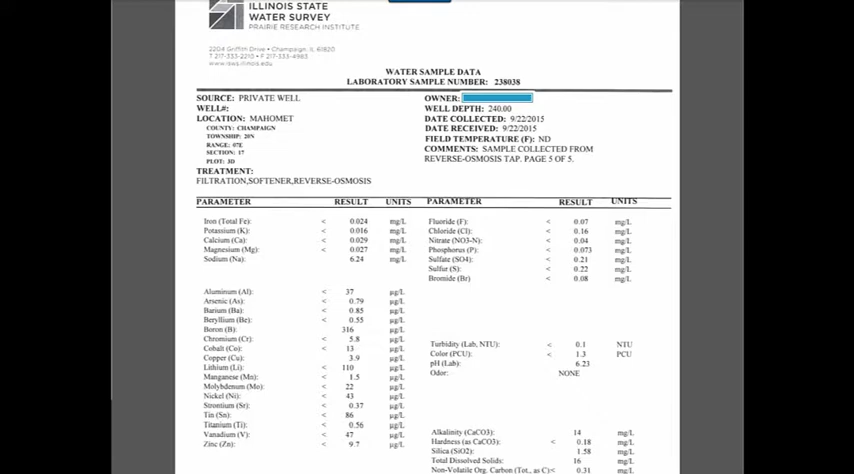 ILLINOIS STATE
WATER SURVEY
PRAIRIE RESEARCH INSTITUTE
2204 Griffith Drive • Champaign, IL 61820
T 217-333-2210 • F 217-333-4983
www.isws.illinois.edu
WATER SAMPLE DATA
LABORATORY SAMPLE NUMBER: 238038
SOURCE: PRIVATE WELL
WELL#:
LOCATION: MAHOMET
COUNTY: CHAMPAIGN
TOWNSHIP: 20N
RANGE: 07E
SECTION: 17
PLOT: 3D
TREATMENT:
FILTRATION,SOFTENER,REVERSE-OSMOSIS
OWNER:
WELL DEPTH: 240.00
DATE COLLECTED: 9/22/2015
DATE RECEIVED: 9/22/2015
FIELD TEMPERATURE (F): ND
COMMENTS: SAMPLE COLLECTED FROM
REVERSE-OSMOSIS TAP. PAGE 5 OF 5.
PARAMETER RESULT UNITS
Iron (Total Fe): < 0.024 mg/L
Potassium (K): < 0.016 mg/L
Calcium (Ca): < 0.029 mg/L
Magnesium (Mg): < 0.027 mg/L
Sodium (Na): 6.24 mg/L
Aluminum (Al): < 37 µg/L
Arsenic (As): < 0.79 µg/L
Barium (Ba): < 0.85 µg/L
Beryllium (Be): < 0.55 µg/L
Boron (B): 316 µg/L
Chromium (Cr): < 5.8 µg/L
Cobalt (Co): < 13 µg/L
Copper (Cu): 3.9 µg/L
Lithium (Li): < 110 µg/L
Manganese (Mn): < 1.5 µg/L
Molybdenum (Mo): < 22 µg/L
Nickel (Ni): < 43 µg/L
Strontium (Sr): < 0.37 µg/L
Tin (Sn): < 86 µg/L
Titanium (Ti): < 0.56 µg/L
Vanadium (V): < 47 µg/L
Zinc (Zn): < 9.7 µg/L
PARAMETER RESULT UNITS
Fluoride (F): < 0.07 mg/L
Chloride (Cl): < 0.16 mg/L
Nitrate (NO3-N): < 0.04 mg/L
Phosphorus (P): < 0.073 mg/L
Sulfate (SO4): < 0.21 mg/L
Sulfur (S): < 0.22 mg/L
Bromide (Br) < 0.08 mg/L
Turbidity (Lab, NTU): < 0.1 NTU
Color (PCU): < 1.3 PCU
pH (Lab): 6.23
Odor: NONE
Alkalinity (CaCO3): 14 mg/L
Hardness (as CaCO3): < 0.18 mg/L
Silica (SiO2): 1.58 mg/L
Total Dissolved Solids: 16 mg/L
Non-Volatile Org. Carbon (Tot., as C)< 0.31 mg/L